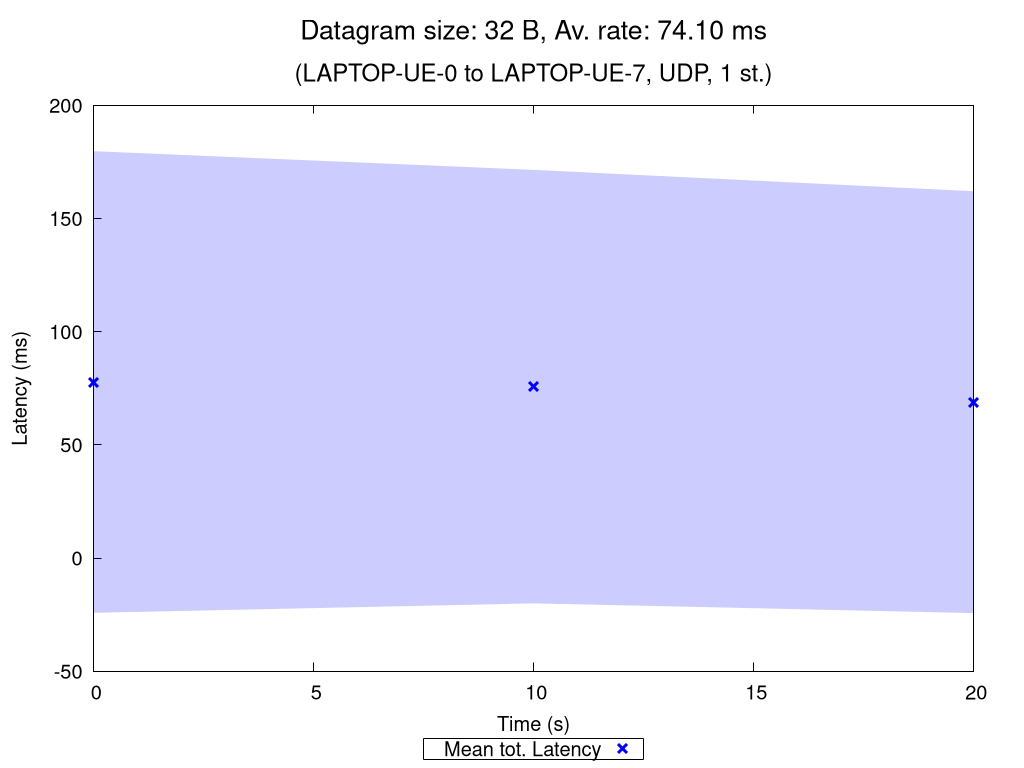 Datagram size: 32 B, Av. rate: 74.10 ms
(LAPTOP-UE-0 to LAPTOP-UE-7, UDP, 1 st.)
200
150
100
50
0
-50
Latency (ms)
0 5 10 15 20
Time (s)
Mean tot. Latency